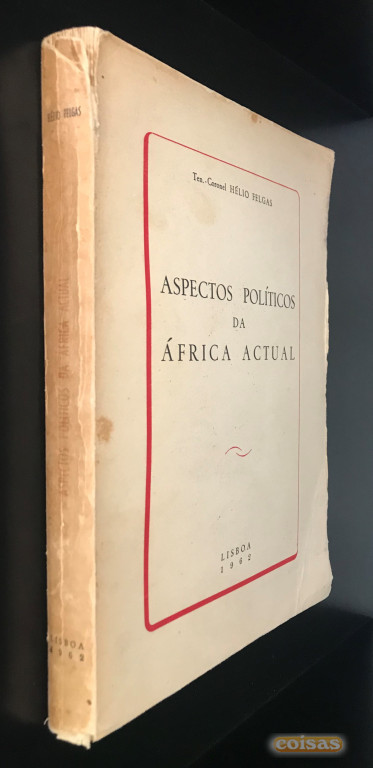 HÉLIO FELGAS
ASPECTOS POLÍTICOS DA ÁFRICA ACTUAL
LISBOA
1962
Ten.-Coronel HÉLIO FELGAS
ASPECTOS POLÍTICOS
DA
ÁFRICA ACTUAL
LISBOA
1962
coisas